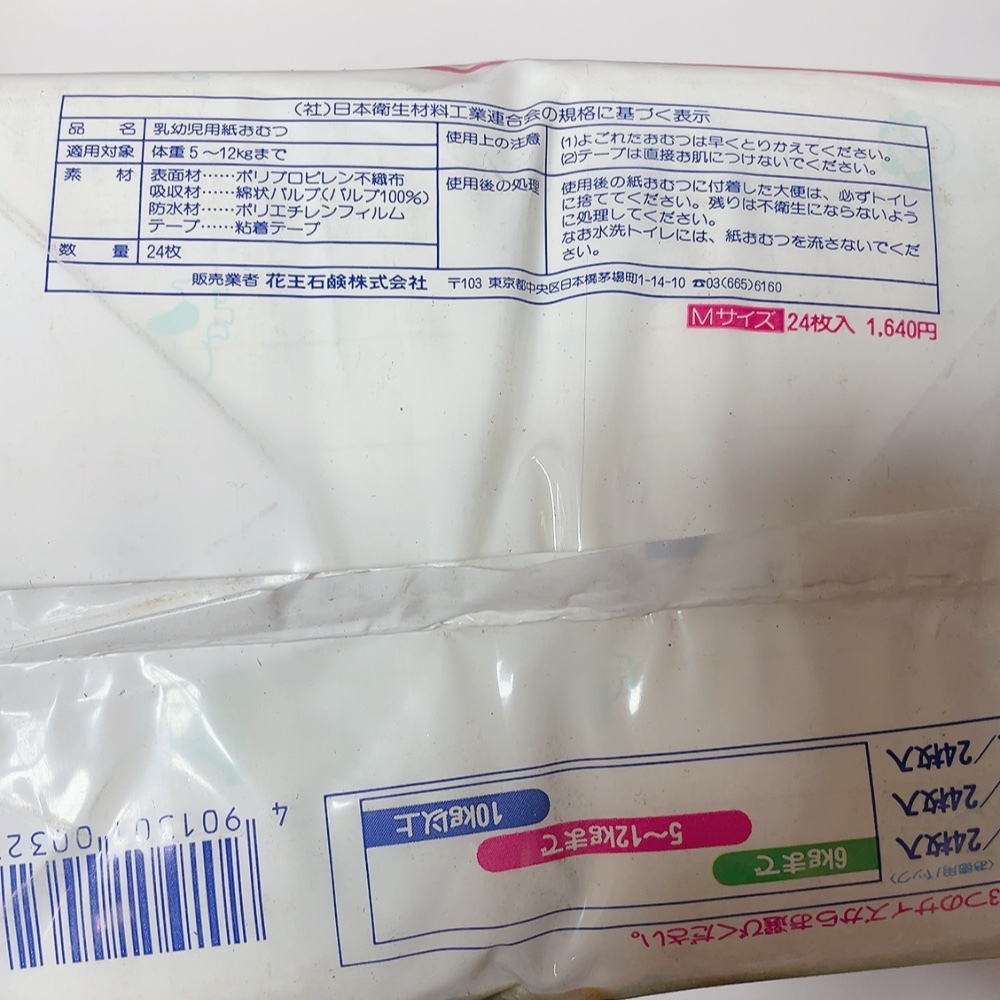 (社)日本衛生材料工業連合会の規格に基づく表示
品名 乳幼児用紙おむつ
適用対象 体重5～12kgまで
素材 表面材……ポリプロピレン不織布
吸収材……綿状パルプ(パルプ100%)
防水材……ポリエチレンフィルム
テープ……粘着テープ
数量 24枚
使用上の注意 (1)よごれたおむつは早くとりかえてください。
(2)テープは直接お肌につけないでください。
使用後の処理 使用後の紙おむつに付着した大便は、必ずトイレ
に捨ててください。残りは不衛生にならないよう
に処理してください。
なお水洗トイレには、紙おむつを流さないでくだ
さい。
販売業者 花王石鹸株式会社 〒103 東京都中央区日本橋茅場町1-14-10 ☎03(665)6160
Mサイズ 24枚入 1,640円
3つのサイズからお選びください。
〈お徳用パック〉
／24枚入 6kgまで
／24枚入 5～12kgまで
／24枚入 10kg以上
4 901301 0032